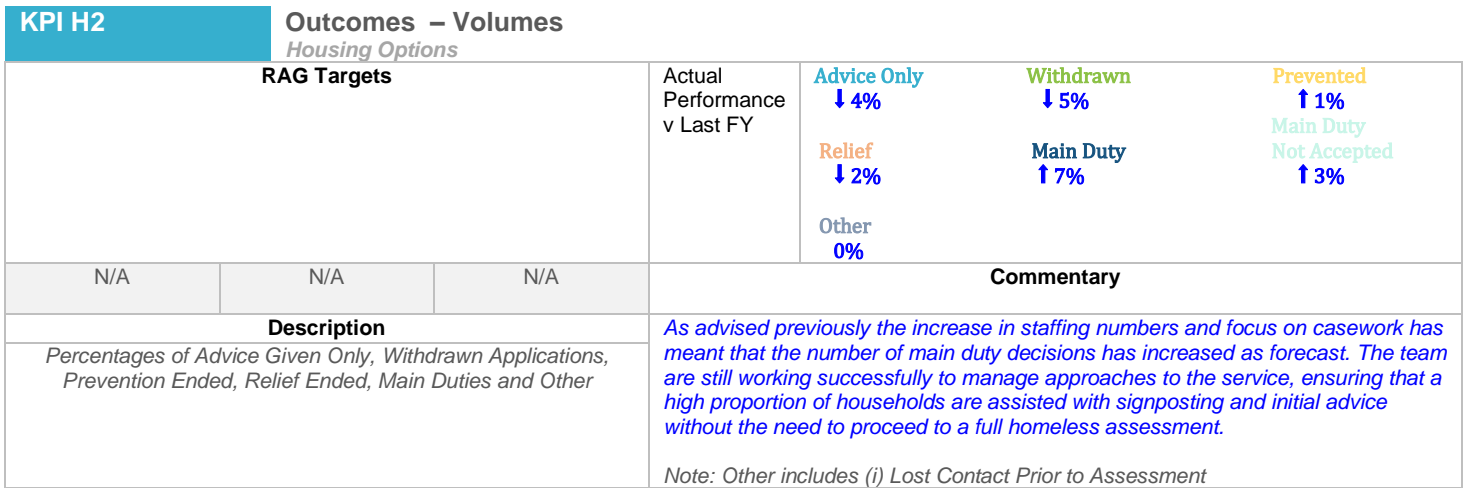 KPI H2
Outcomes – Volumes
Housing Options
RAG Targets
Actual
Performance
v Last FY
Advice Only
⬇ 4%
Withdrawn
⬇ 5%
Prevented
⬆ 1%
Relief
⬇ 2%
Main Duty
⬆ 7%
Main Duty
Not Accepted
⬆ 3%
Other
0%
N/A
N/A
N/A
Commentary
Description
Percentages of Advice Given Only, Withdrawn Applications,
Prevention Ended, Relief Ended, Main Duties and Other
As advised previously the increase in staffing numbers and focus on casework has
meant that the number of main duty decisions has increased as forecast. The team
are still working successfully to manage approaches to the service, ensuring that a
high proportion of households are assisted with signposting and initial advice
without the need to proceed to a full homeless assessment.
Note: Other includes (i) Lost Contact Prior to Assessment